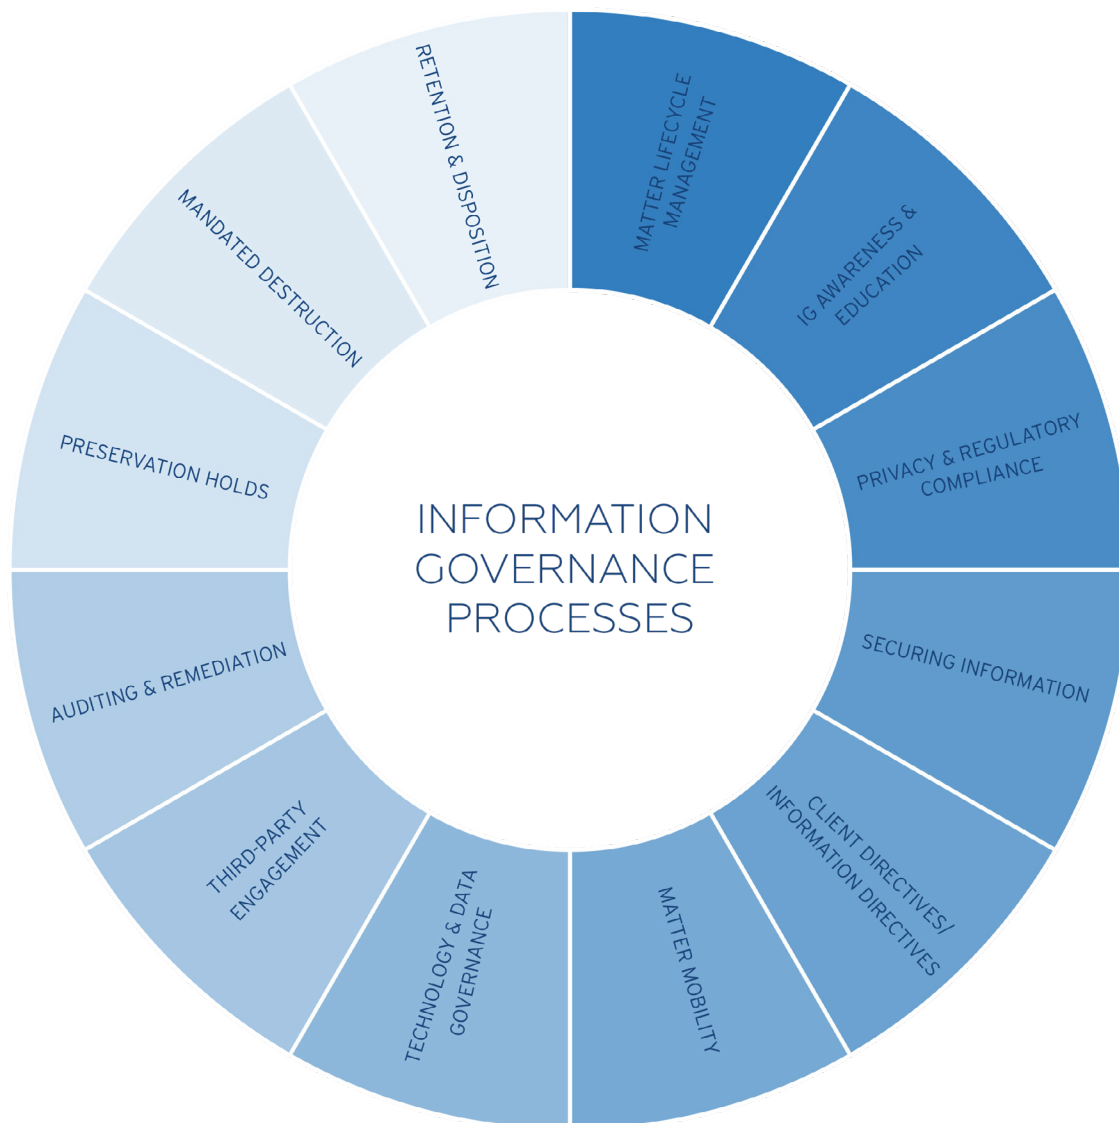 INFORMATION
GOVERNANCE
PROCESSES
MATTER LIFECYCLE
MANAGEMENT
IG AWARENESS &
EDUCATION
PRIVACY & REGULATORY
COMPLIANCE
SECURING INFORMATION
CLIENT DIRECTIVES/
INFORMATION DIRECTIVES
MATTER MOBILITY
TECHNOLOGY & DATA
GOVERNANCE
THIRD-PARTY
ENGAGEMENT
AUDITING & REMEDIATION
PRESERVATION HOLDS
MANDATED DESTRUCTION
RETENTION & DISPOSITION